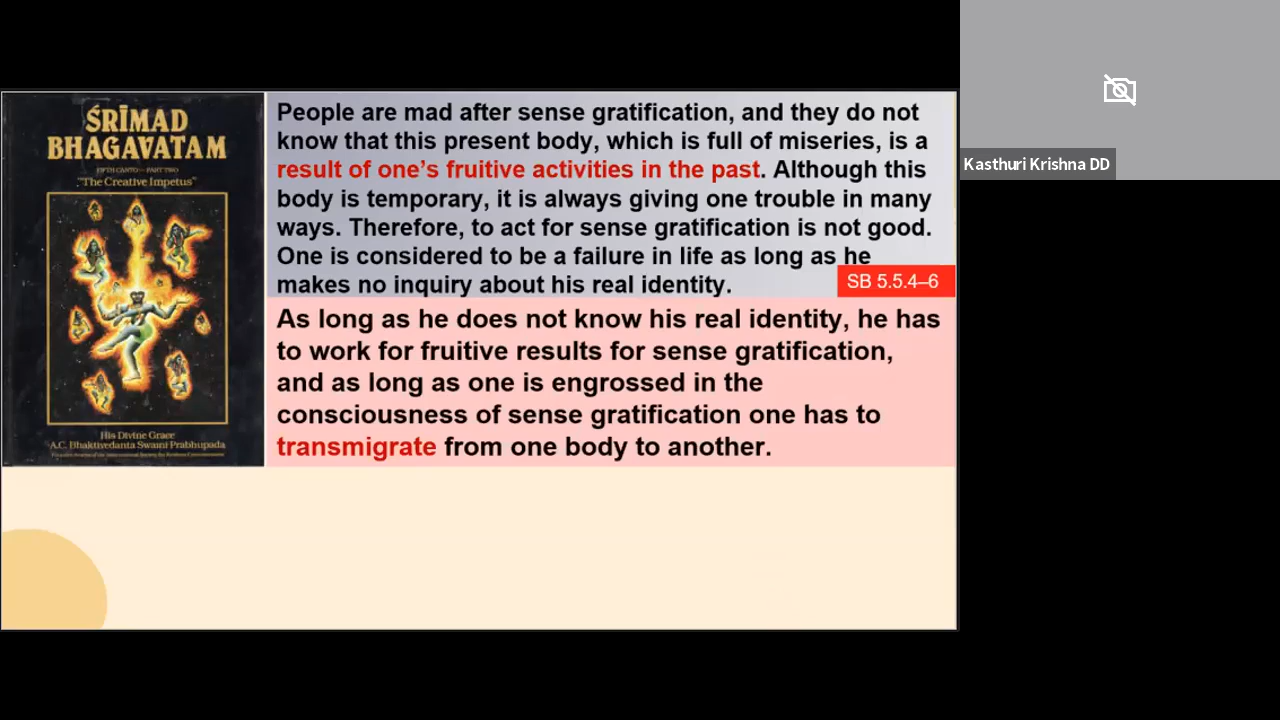 ŚRĪMAD
BHAGAVATAM
FIFTH CANTO — PART TWO
"The Creative Impetus"
His Divine Grace
A.C. Bhaktivedanta Swami Prabhupada
People are mad after sense gratification, and they do not
know that this present body, which is full of miseries, is a
result of one's fruitive activities in the past. Although this
body is temporary, it is always giving one trouble in many
ways. Therefore, to act for sense gratification is not good.
One is considered to be a failure in life as long as he
makes no inquiry about his real identity.
SB 5.5.4–6
As long as he does not know his real identity, he has
to work for fruitive results for sense gratification,
and as long as one is engrossed in the
consciousness of sense gratification one has to
transmigrate from one body to another.
Kasthuri Krishna DD